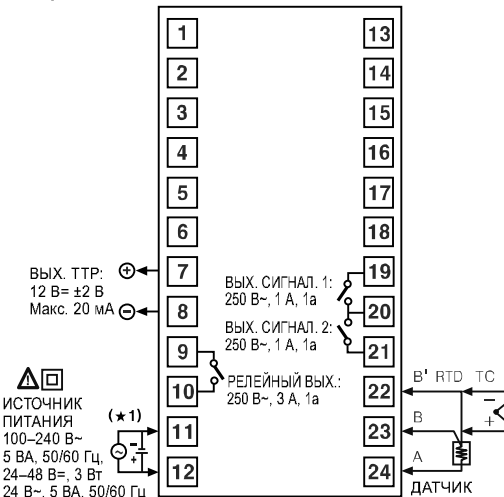 1 13
2 14
3 15
4 16
5 17
6 18
ВЫХ. ТТР:
12 В= ±2 В
Макс. 20 мА
+
−
7
8
ВЫХ. СИГНАЛ. 1:
250 В~, 1 А, 1a
ВЫХ. СИГНАЛ. 2:
250 В~, 1 А, 1a
19
20
21
9
10
РЕЛЕЙНЫЙ ВЫХ.:
250 В~, 3 А, 1a
ИСТОЧНИК
ПИТАНИЯ
100–240 В~
5 ВА, 50/60 Гц,
24–48 В=, 3 Вт
24 В~, 5 ВА, 50/60 Гц
(★1)
11
12
22
23
24
B' RTD TC
B
A
−
+
ДАТЧИК